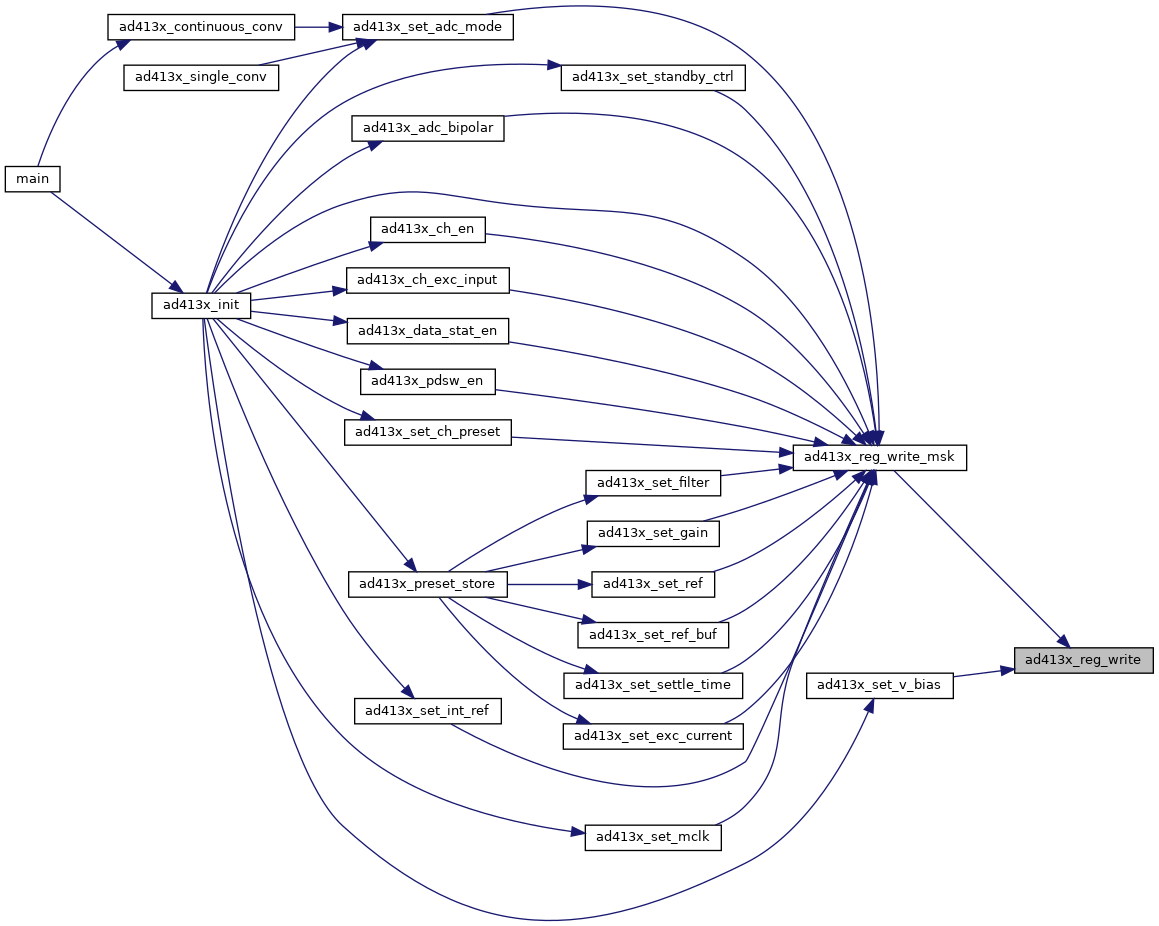 ad413x_continuous_conv
ad413x_set_adc_mode
ad413x_single_conv
ad413x_set_standby_ctrl
ad413x_adc_bipolar
main
ad413x_ch_en
ad413x_ch_exc_input
ad413x_init
ad413x_data_stat_en
ad413x_pdsw_en
ad413x_set_ch_preset
ad413x_reg_write_msk
ad413x_set_filter
ad413x_set_gain
ad413x_preset_store
ad413x_set_ref
ad413x_set_ref_buf
ad413x_reg_write
ad413x_set_settle_time
ad413x_set_v_bias
ad413x_set_int_ref
ad413x_set_exc_current
ad413x_set_mclk